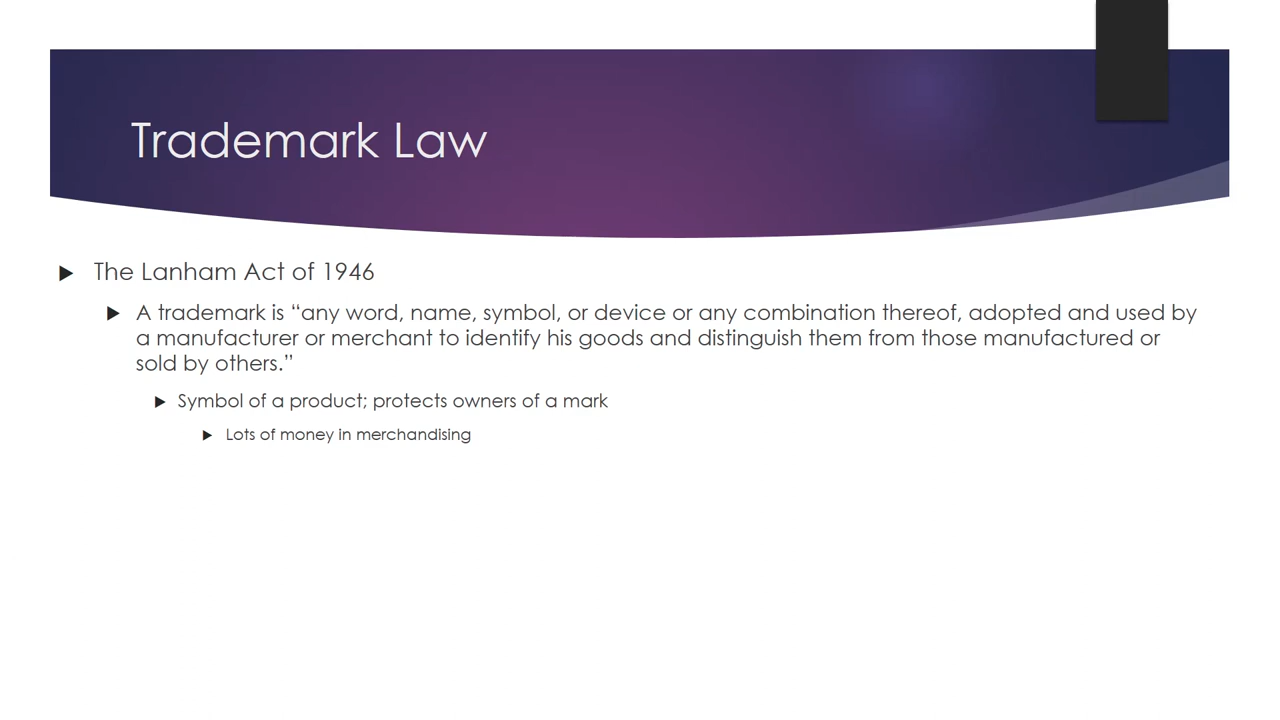 Trademark Law
The Lanham Act of 1946
A trademark is “any word, name, symbol, or device or any combination thereof, adopted and used by
a manufacturer or merchant to identify his goods and distinguish them from those manufactured or
sold by others.”
Symbol of a product; protects owners of a mark
Lots of money in merchandising